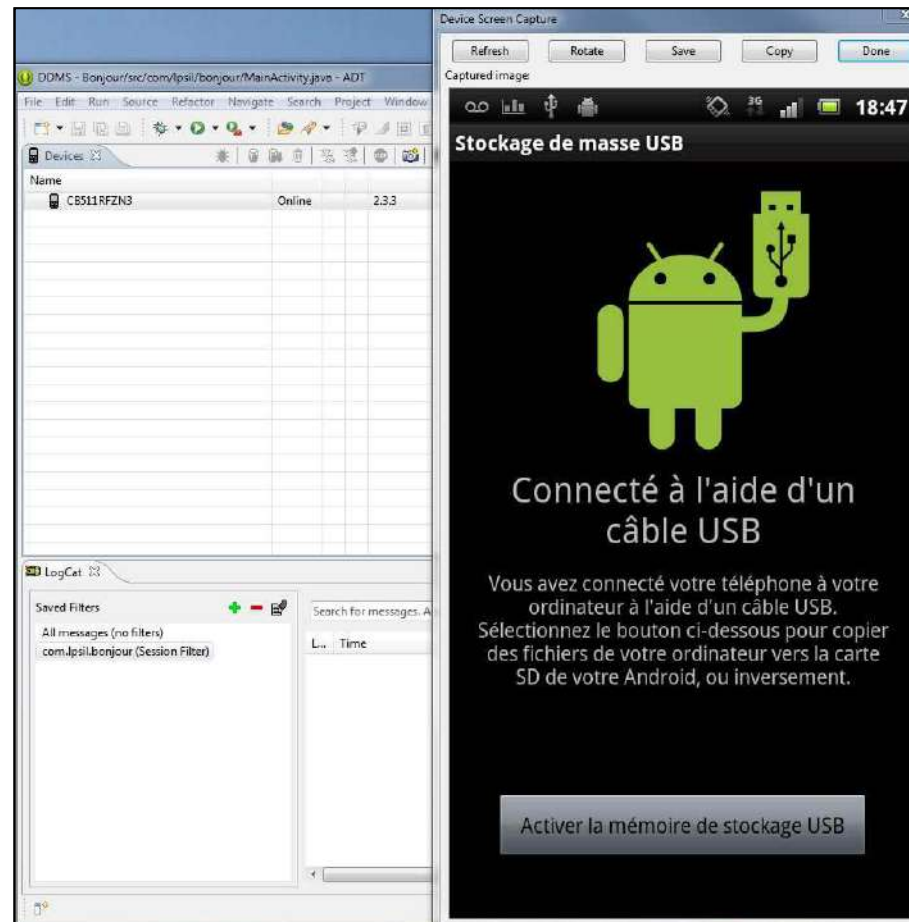 Device Screen Capture
Refresh Rotate Save Copy Done
Captured image:
DDMS - Bonjour/src/com/lpsil/bonjour/MainActivity.java - ADT
File Edit Run Source Refactor Navigate Search Project Window
Devices
Name
CB511RFZN3 Online 2.3.3
LogCat
Saved Filters
All messages (no filters)
com.lpsil.bonjour (Session Filter)
Search for messages. A
L... Time
3G 18:47
Stockage de masse USB
Connecté à l'aide d'un
câble USB
Vous avez connecté votre téléphone à votre
ordinateur à l'aide d'un câble USB.
Sélectionnez le bouton ci-dessous pour copier
des fichiers de votre ordinateur vers la carte
SD de votre Android, ou inversement.
Activer la mémoire de stockage USB